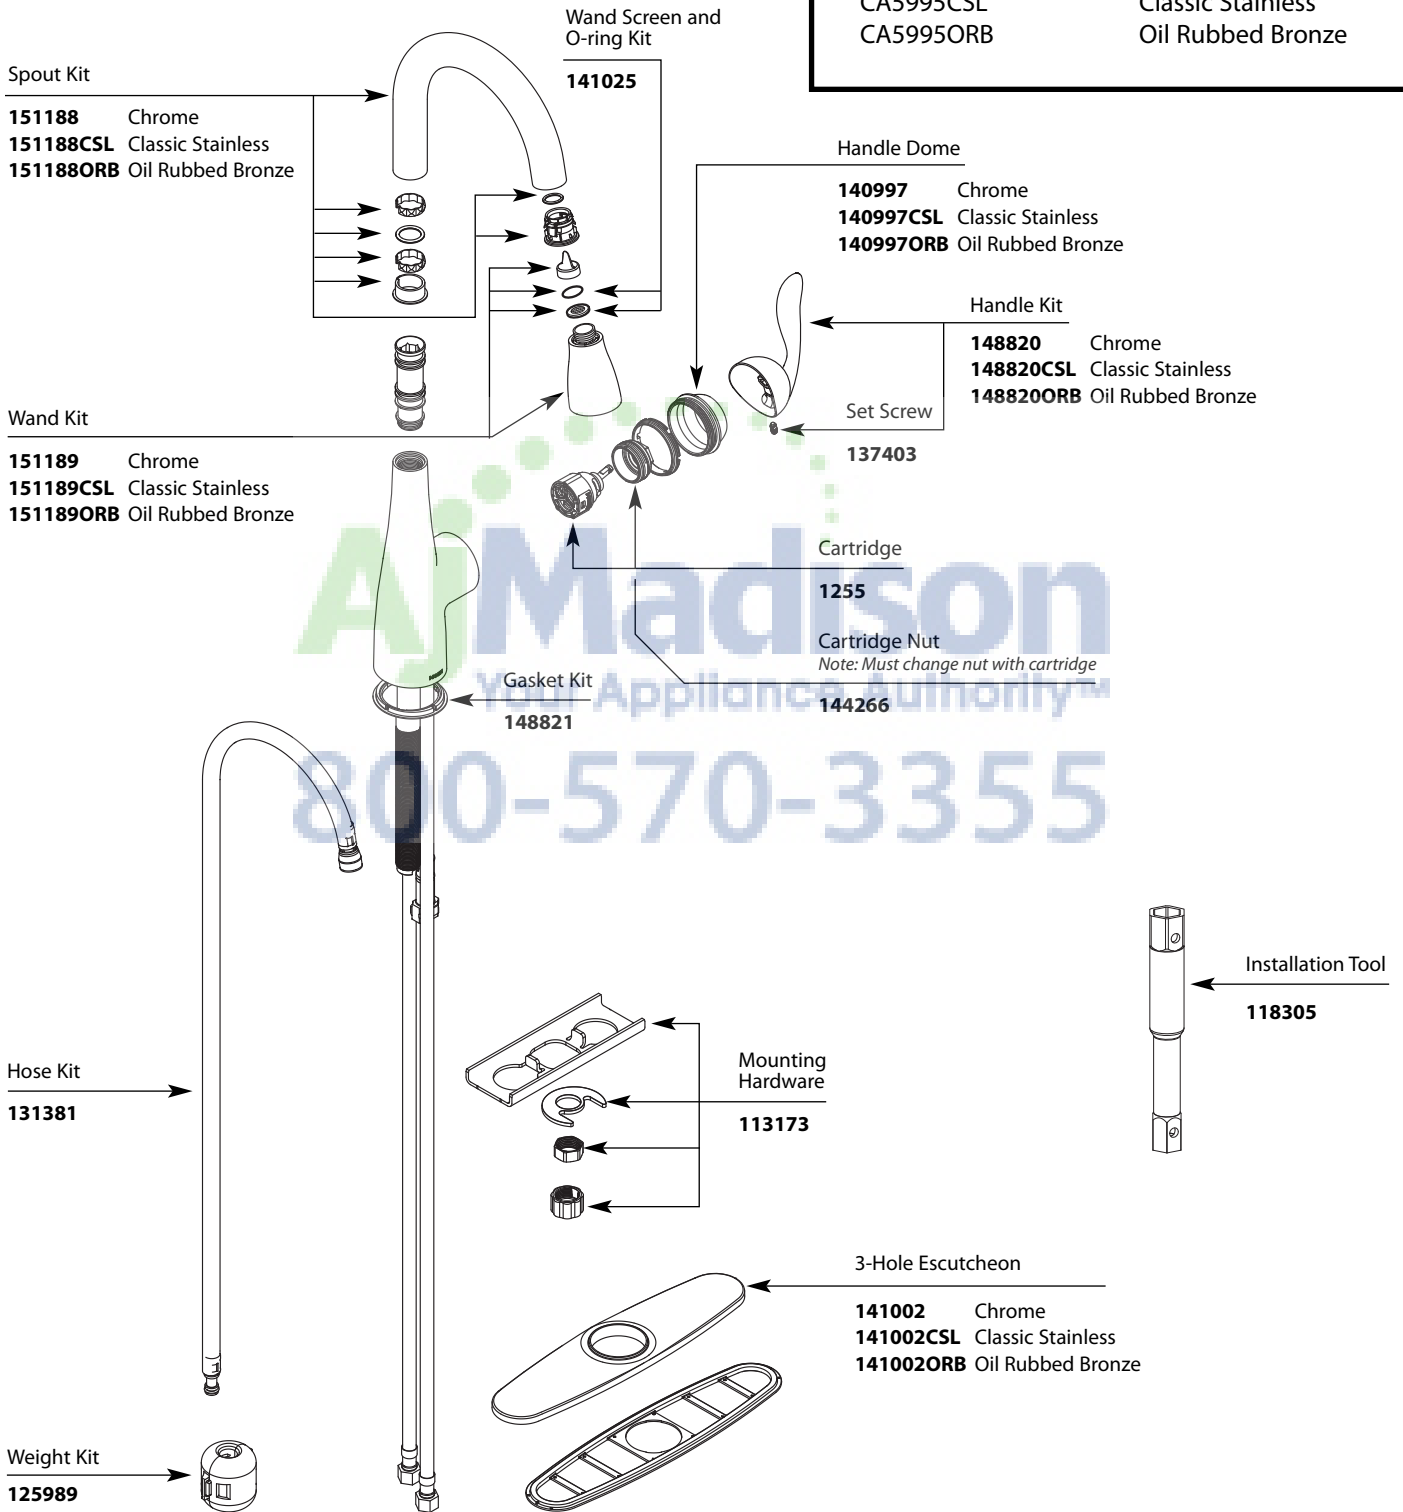 CA5995CSL Classic Stainless
CA5995ORB Oil Rubbed Bronze
Wand Screen and
O-ring Kit
141025
Spout Kit
151188 Chrome
151188CSL Classic Stainless
151188ORB Oil Rubbed Bronze
Handle Dome
140997 Chrome
140997CSL Classic Stainless
140997ORB Oil Rubbed Bronze
Handle Kit
148820 Chrome
148820CSL Classic Stainless
148820ORB Oil Rubbed Bronze
Set Screw
137403
Wand Kit
151189 Chrome
151189CSL Classic Stainless
151189ORB Oil Rubbed Bronze
Cartridge
1255
Cartridge Nut
Note: Must change nut with cartridge
144266
AjMadison
Your Appliance Authority™
800-570-3355
Gasket Kit
148821
Installation Tool
118305
Hose Kit
131381
Mounting
Hardware
113173
3-Hole Escutcheon
141002 Chrome
141002CSL Classic Stainless
141002ORB Oil Rubbed Bronze
Weight Kit
125989